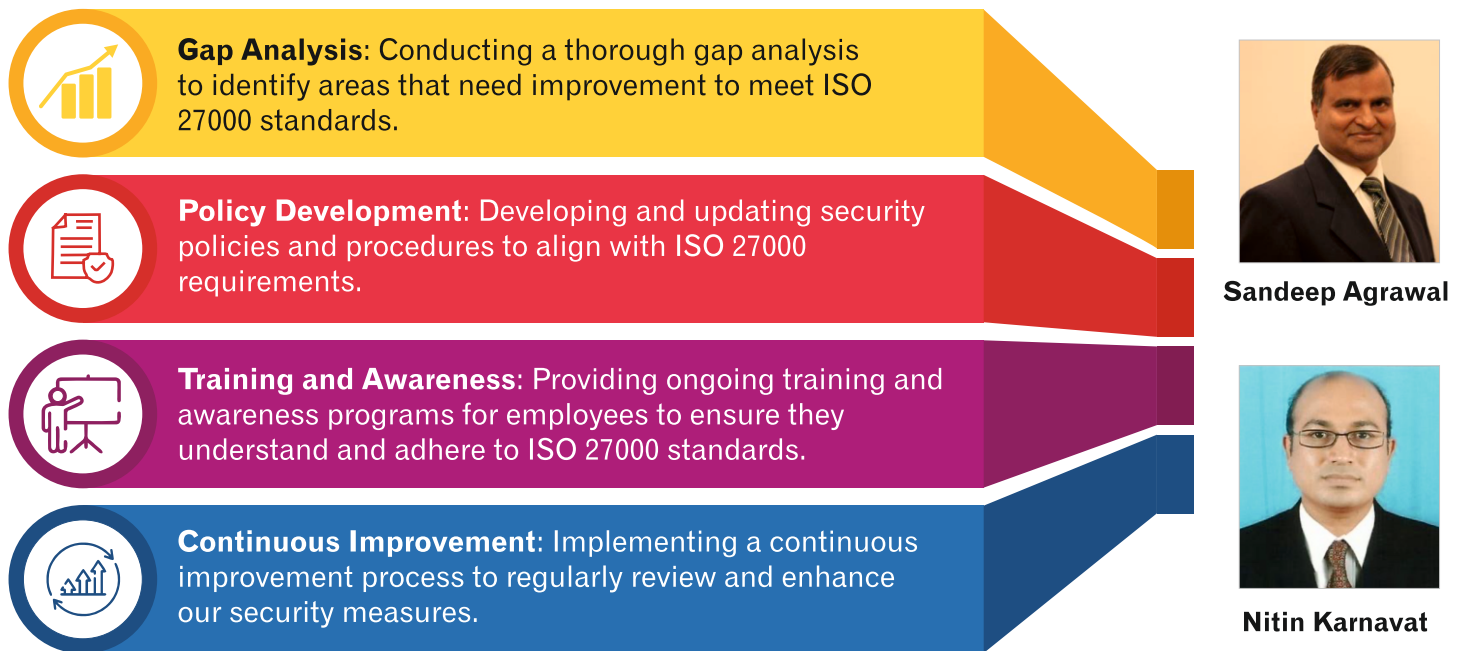 Gap Analysis: Conducting a thorough gap analysis
to identify areas that need improvement to meet ISO
27000 standards.
Policy Development: Developing and updating security
policies and procedures to align with ISO 27000
requirements.
Training and Awareness: Providing ongoing training and
awareness programs for employees to ensure they
understand and adhere to ISO 27000 standards.
Continuous Improvement: Implementing a continuous
improvement process to regularly review and enhance
our security measures.
Sandeep Agrawal
Nitin Karnavat